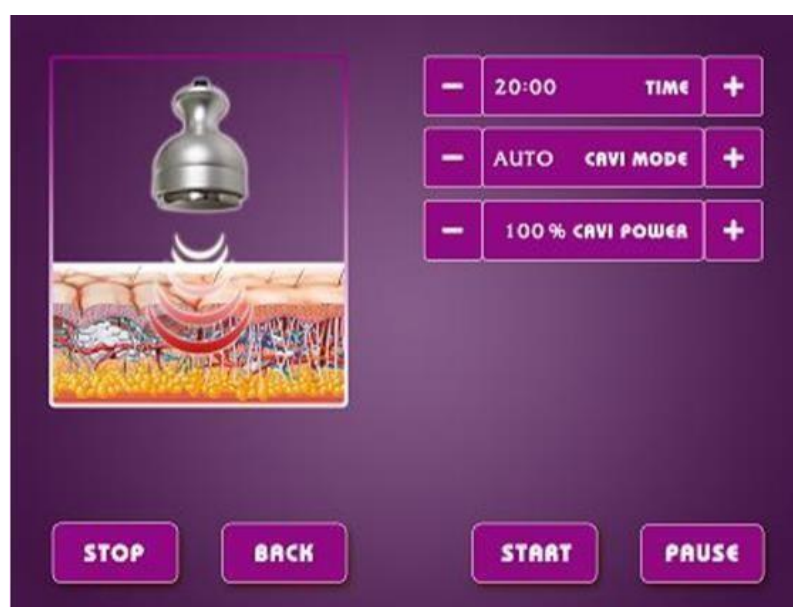 − 20:00 TIME +
− AUTO CAVI MODE +
− 100% CAVI POWER +
STOP BACK START PAUSE